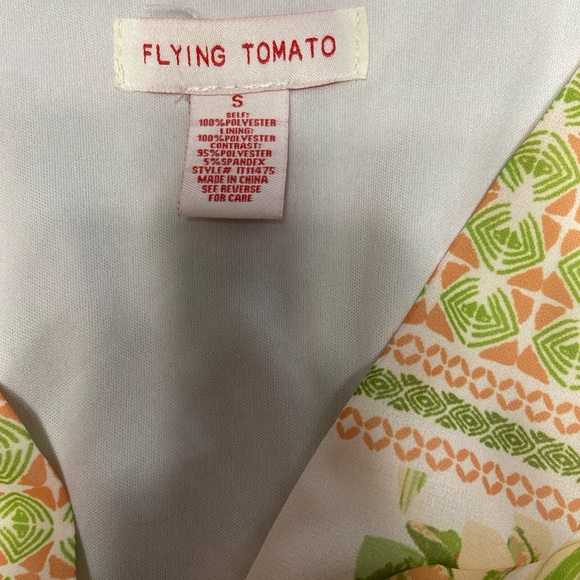 FLYING TOMATO
S
SELF:
100%POLYESTER
LINING:
100%POLYESTER
CONTRAST:
95%POLYESTER
5%SPANDEX
STYLE# IT11475
MADE IN CHINA
SEE REVERSE
FOR CARE